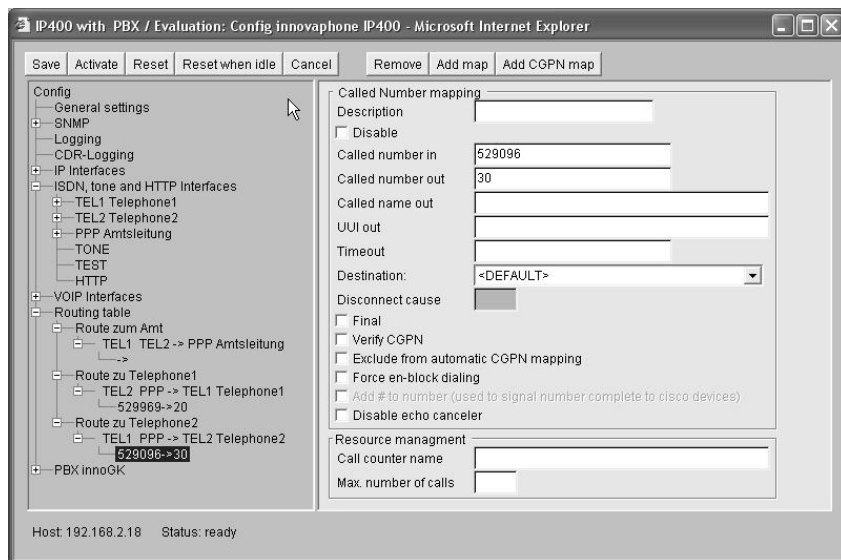 IP400 with PBX / Evaluation: Config innovaphone IP400 - Microsoft Internet Explorer
Save Activate Reset Reset when idle Cancel Remove Add map Add CGPN map
Config
General settings
SNMP
Logging
CDR-Logging
IP Interfaces
ISDN, tone and HTTP Interfaces
TEL1 Telephone1
TEL2 Telephone2
PPP Amtsleitung
TONE
TEST
HTTP
VOIP Interfaces
Routing table
Route zum Amt
TEL1 TEL2 -> PPP Amtsleitung
->
Route zu Telephone1
TEL2 PPP -> TEL1 Telephone1
529969->20
Route zu Telephone2
TEL1 PPP -> TEL2 Telephone2
529096->30
PBX innoGK
Called Number mapping
Description
Disable
Called number in 529096
Called number out 30
Called name out
UUI out
Timeout
Destination: <DEFAULT>
Disconnect cause
Final
Verify CGPN
Exclude from automatic CGPN mapping
Force en-block dialing
Add # to number (used to signal number complete to cisco devices)
Disable echo canceler
Resource managment
Call counter name
Max. number of calls
Host: 192.168.2.18 Status: ready